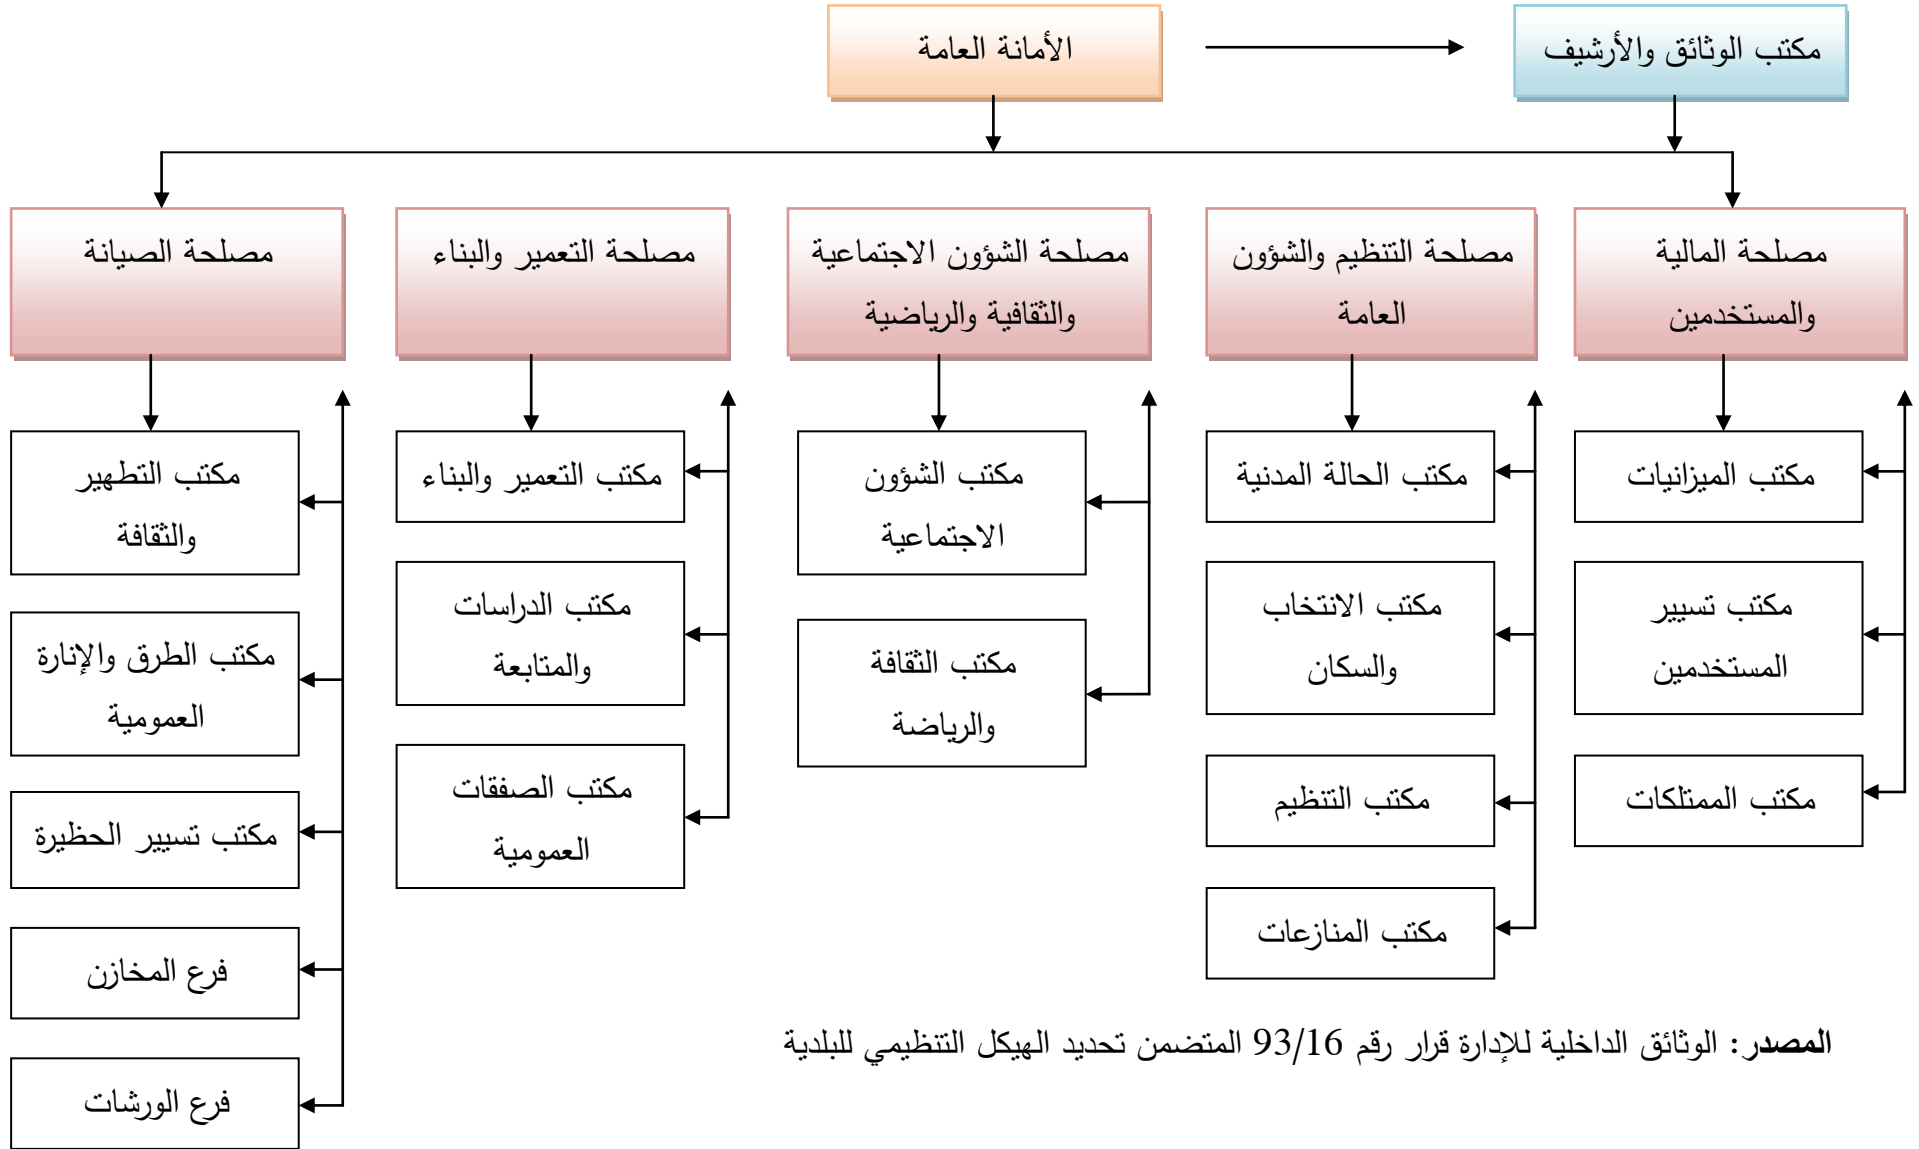 مكتب الوثائق والأرشيف
الأمانة العامة
مصلحة المالية
والمستخدمين
مصلحة التنظيم والشؤون
العامة
مصلحة الشؤون الاجتماعية
والثقافية والرياضية
مصلحة التعمير والبناء
مصلحة الصيانة
مكتب الميزانيات
مكتب تسيير
المستخدمين
مكتب الممتلكات
مكتب الحالة المدنية
مكتب الانتخاب
والسكان
مكتب التنظيم
مكتب المنازعات
مكتب الشؤون
الاجتماعية
مكتب الثقافة
والرياضة
مكتب التعمير والبناء
مكتب الدراسات
والمتابعة
مكتب الصفقات
العمومية
مكتب التطهير
والثقافة
مكتب الطرق والإنارة
العمومية
مكتب تسيير الحظيرة
فرع المخازن
فرع الورشات
المصدر: الوثائق الداخلية للإدارة قرار رقم 93/16 المتضمن تحديد الهيكل التنظيمي للبلدية